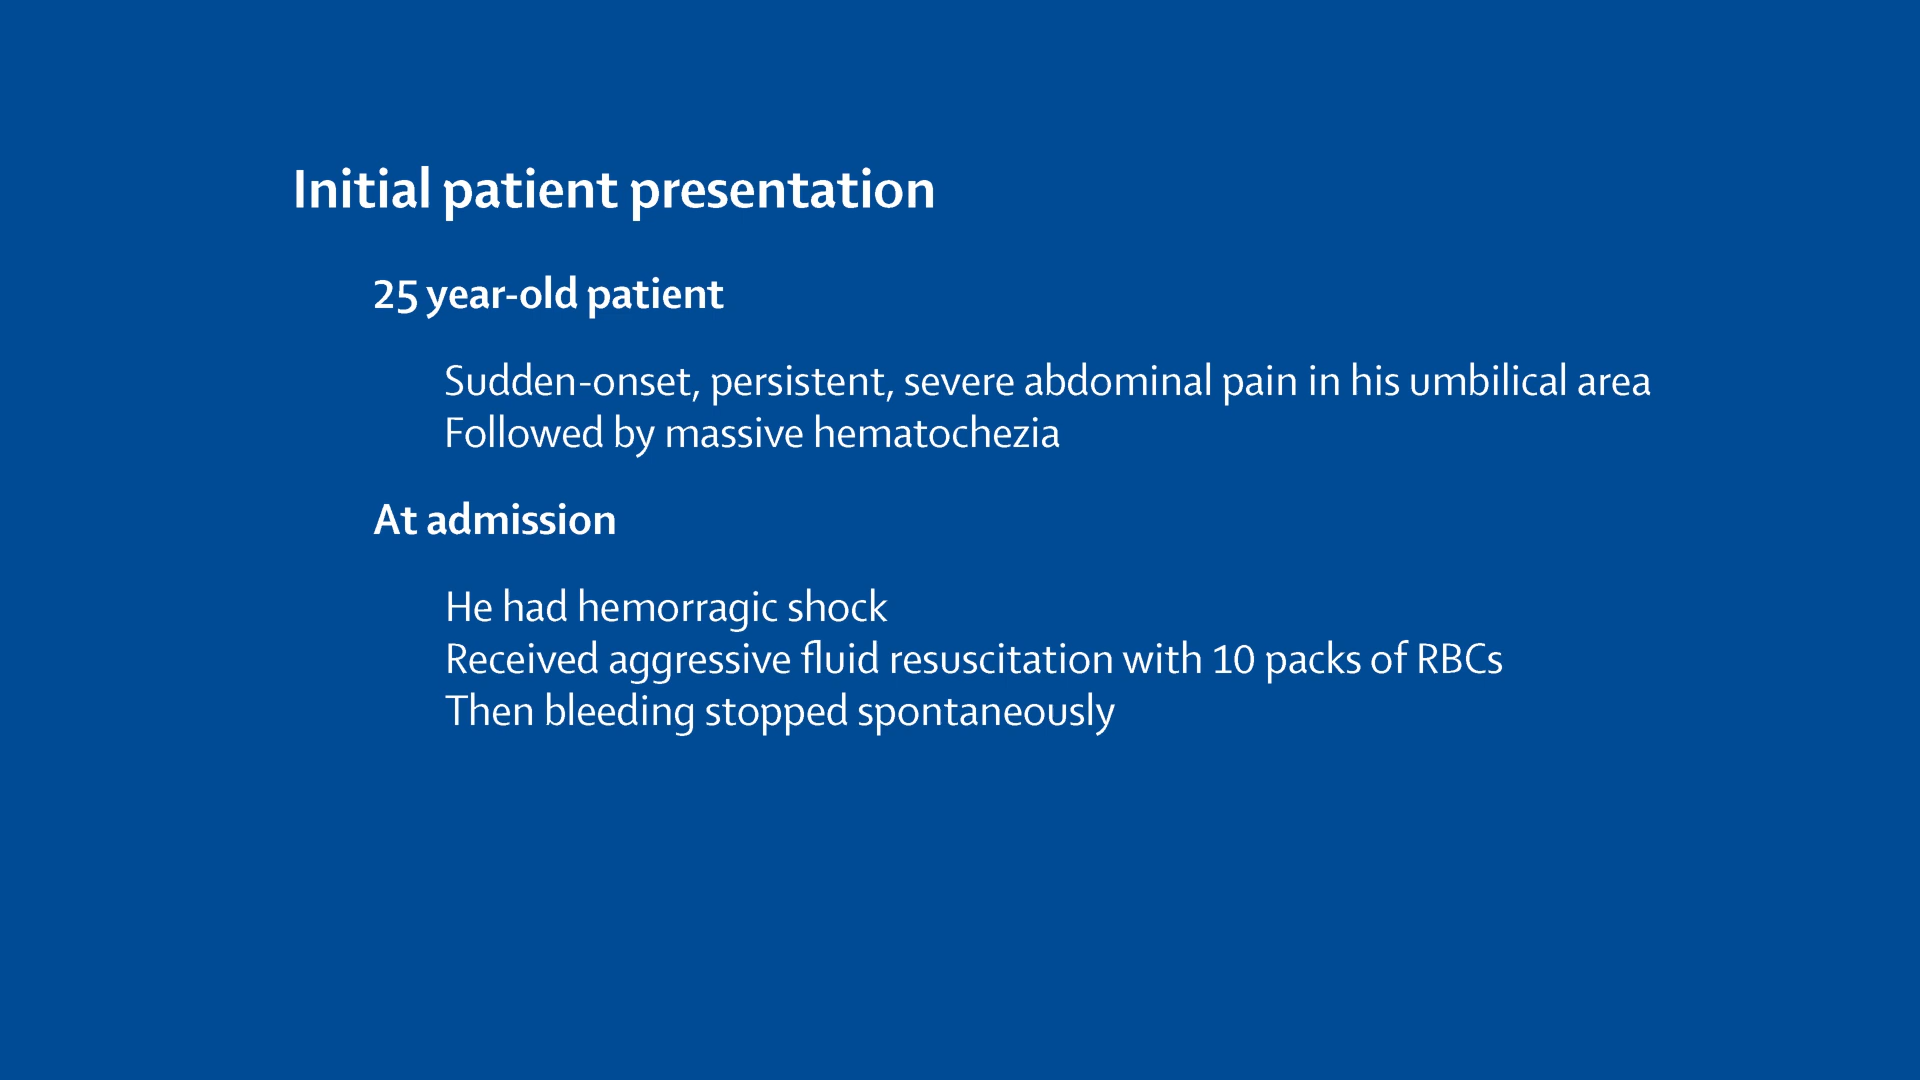 Initial patient presentation
25 year-old patient
Sudden-onset, persistent, severe abdominal pain in his umbilical area
Followed by massive hematochezia
At admission
He had hemorragic shock
Received aggressive fluid resuscitation with 10 packs of RBCs
Then bleeding stopped spontaneously